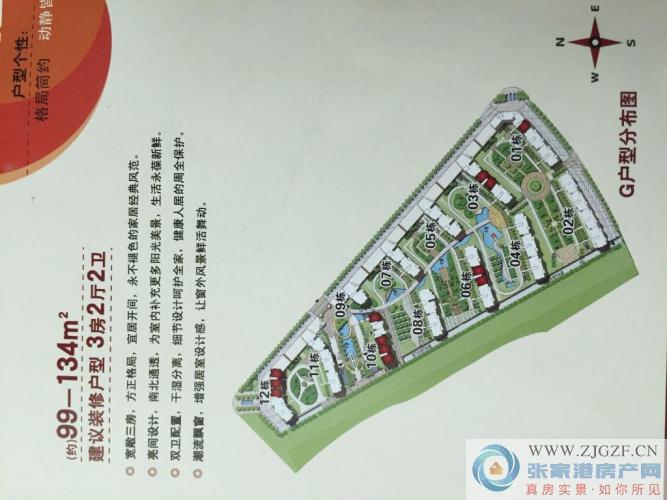 户型个性:
格局简约 动静皆
(约)99—134m²
建议装修户型 3房2厅2卫
◎ 宽敞三房，方正格局，宜居开间，永不褪色的家居经典风范。
◎ 亮间设计，南北通透，为室内补充更多阳光美景，生活永葆新鲜。
◎ 双卫配置，干湿分离，细节设计呵护全家，健康人居的周全保护。
◎ 潮流飘窗，增强居室设计感，让窗外风景鲜活舞动。
N
E
S
W
G户型分布图
01栋
02栋
03栋
04栋
05栋
06栋
07栋
08栋
09栋
10栋
11栋
12栋
WWW.ZJGZF.CN
张家港房产网
真房实景·如你所见